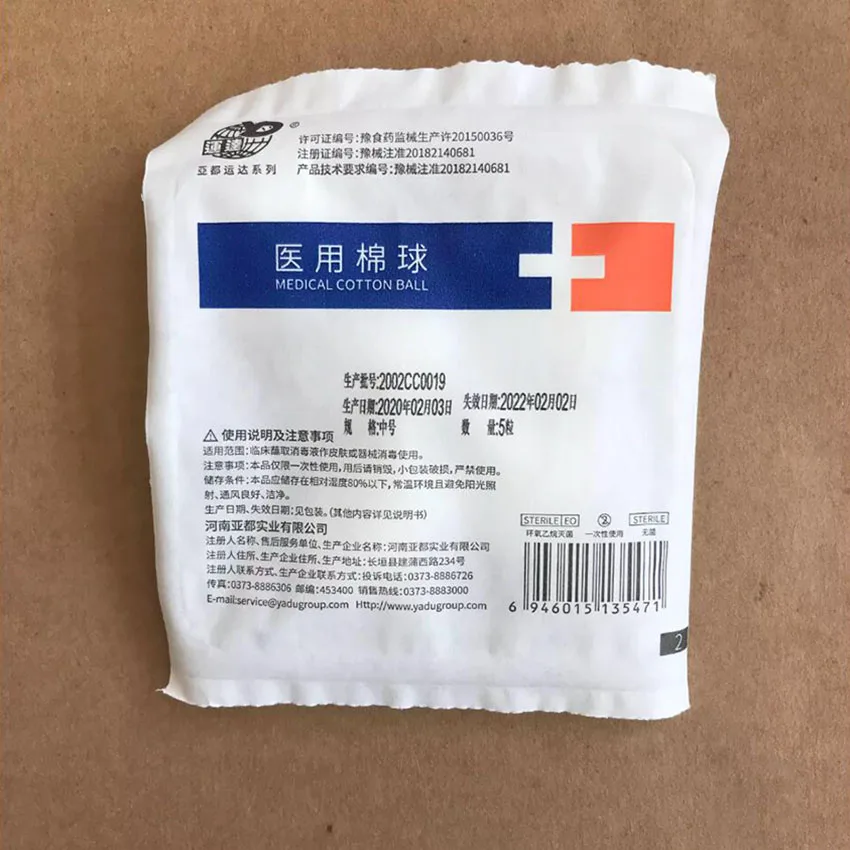 運達
®
亚都运达系列
许可证编号:豫食药监械生产许20150036号
注册证编号:豫械注准20182140681
产品技术要求编号:豫械注准20182140681
医用棉球
MEDICAL COTTON BALL
生产批号:2002CC0019
生产日期:2020年02月03日 失效日期:2022年02月02日
规 格:中号 数 量:5粒
使用说明及注意事项
适用范围:临床蘸取消毒液作皮肤或器械消毒使用。
注意事项:本品仅限一次性使用,用后请销毁,小包装破损,严禁使用。
储存条件:本品应储存在相对湿度80%以下,常温环境且避免阳光照
射、通风良好、洁净。
生产日期、失效日期:见包装。(其他内容详见说明书)
河南亚都实业有限公司
注册人名称、售后服务单位、生产企业名称:河南亚都实业有限公司
注册人住所、生产企业住所、生产地址:长垣县建蒲西路234号
注册人联系方式、生产企业联系方式:投诉电话:0373-8886726
传真:0373-8886306 邮编:453400 销售热线:0373-8883000
E-mail:service@yadugroup.com Http://www.yadugroup.com
STERILE EO 2 STERILE
环氧乙烷灭菌 一次性使用 无菌
6 946015 135471
2